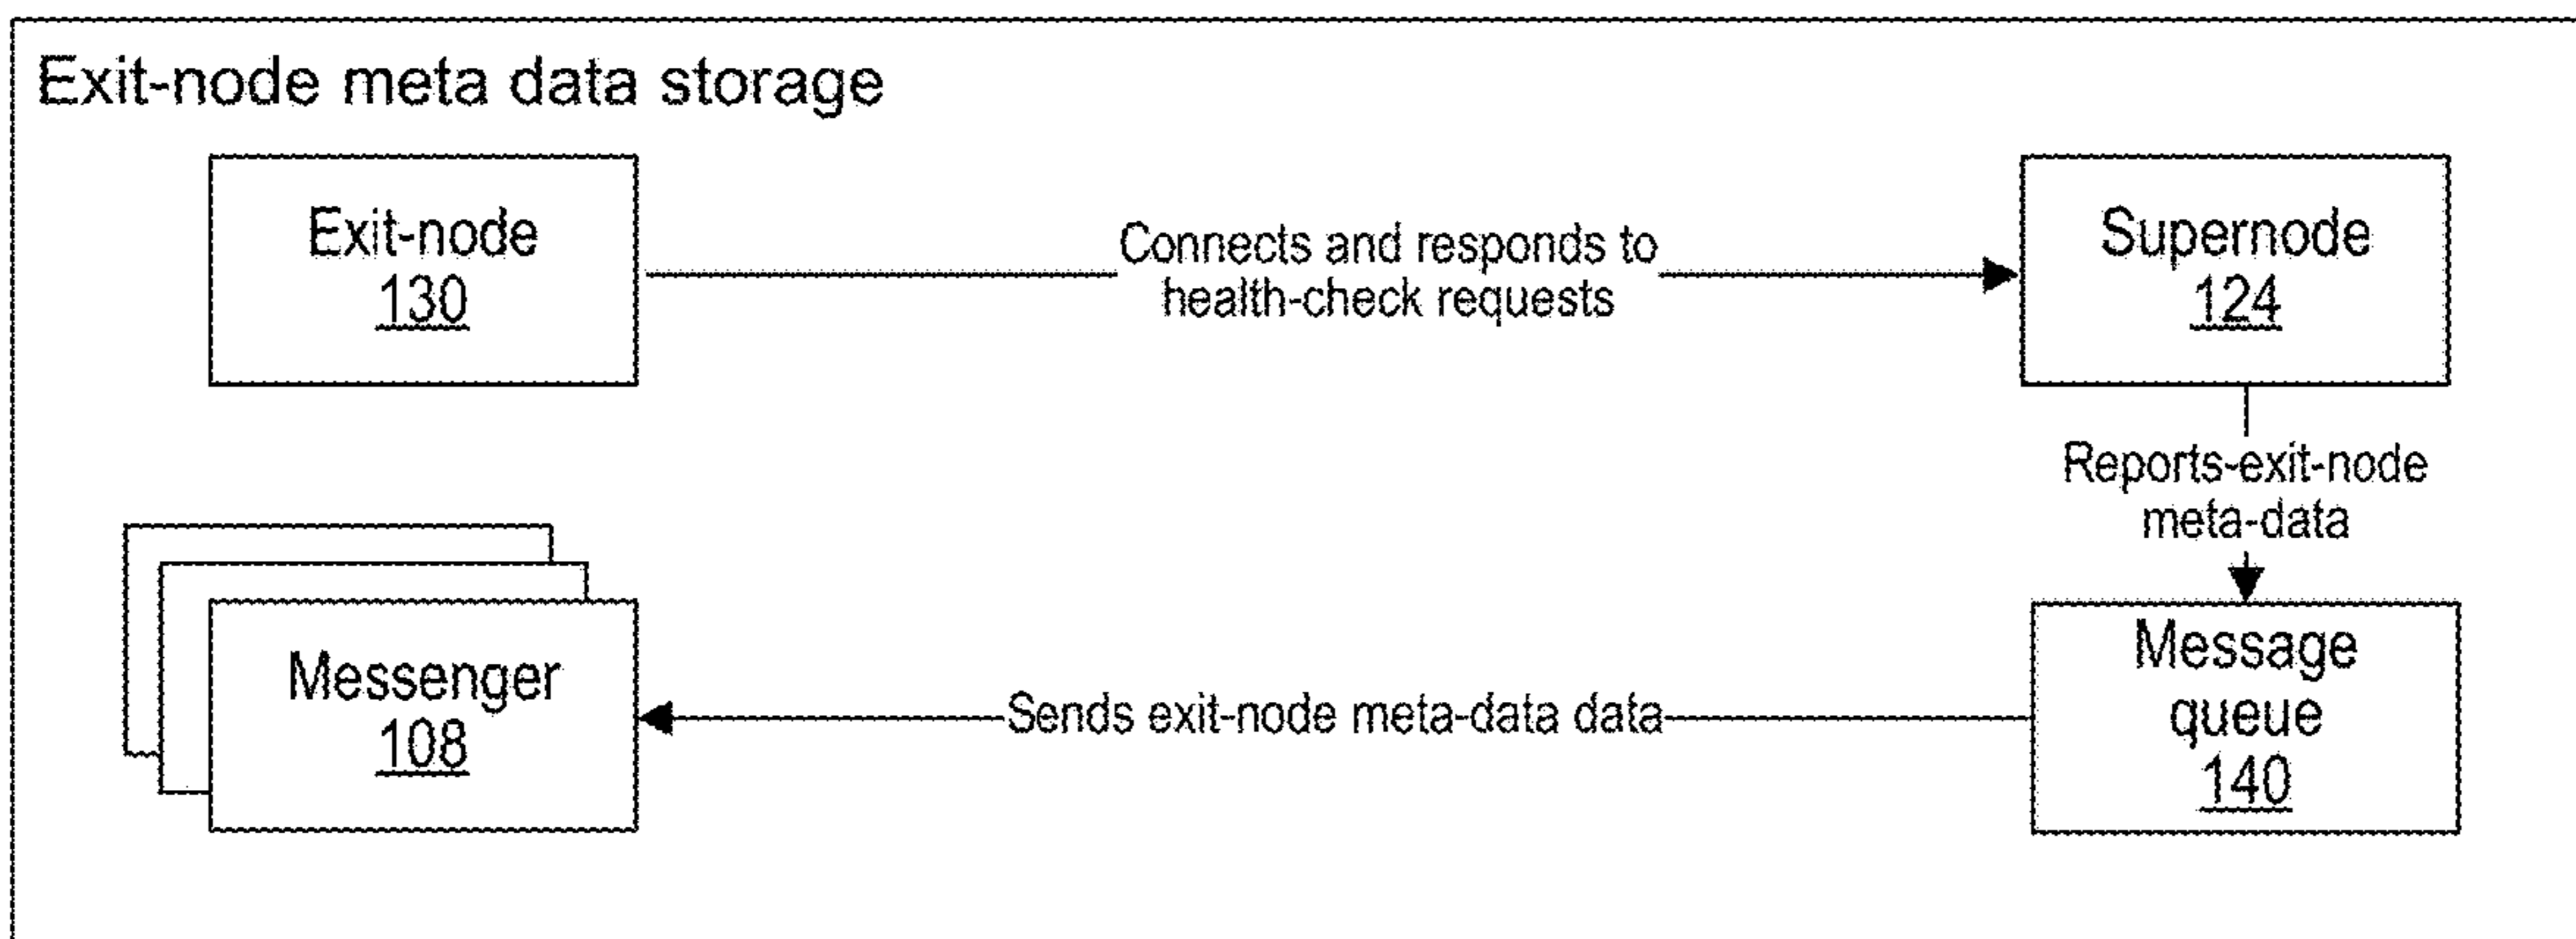 Exit-node meta data storage
Exit-node
130
Connects and responds to
health-check requests
Supernode
124
Reports-exit-node
meta-data
Messenger
108
Sends exit-node meta-data data
Message
queue
140